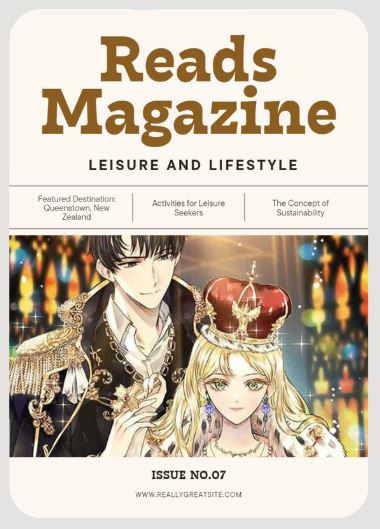 Reads
Magazine
LEISURE AND LIFESTYLE
Featured Destination:
Queenstown, New
Zealand
Activities for Leisure
Seekers
The Concept of
Sustainability
ISSUE NO.07
WWW.REALLYGREATSITE.COM